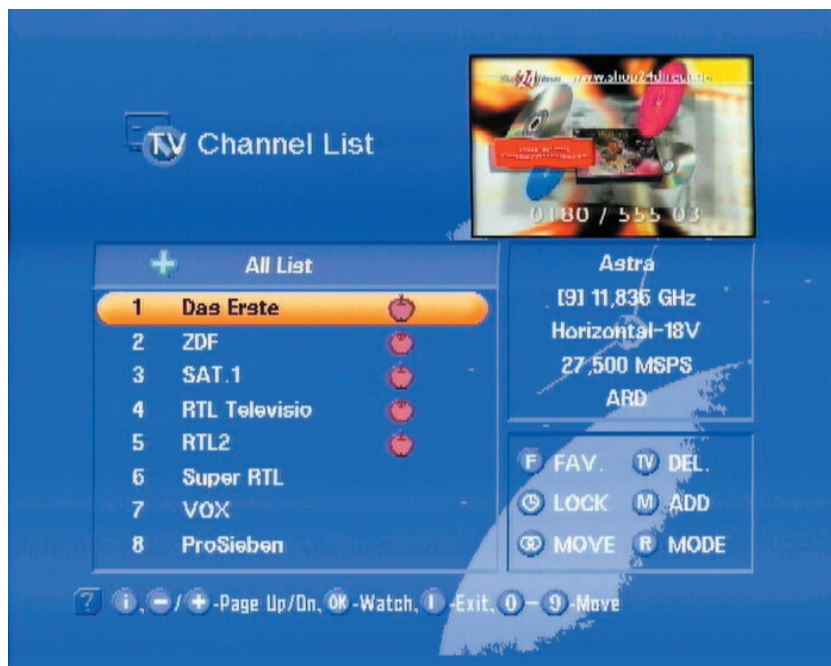 24 www.shop24direct.de
0180 / 555 03
TV Channel List
All List
1 Das Erste
2 ZDF
3 SAT.1
4 RTL Televisio
5 RTL2
6 Super RTL
7 VOX
8 ProSieben
Astra
[9] 11,836 GHz
Horizontal-18V
27,500 MSPS
ARD
F FAV. TV DEL.
LOCK M ADD
MOVE R MODE
? i, - / + -Page Up/Dn, OK -Watch, I -Exit, 0 - 9 -Move